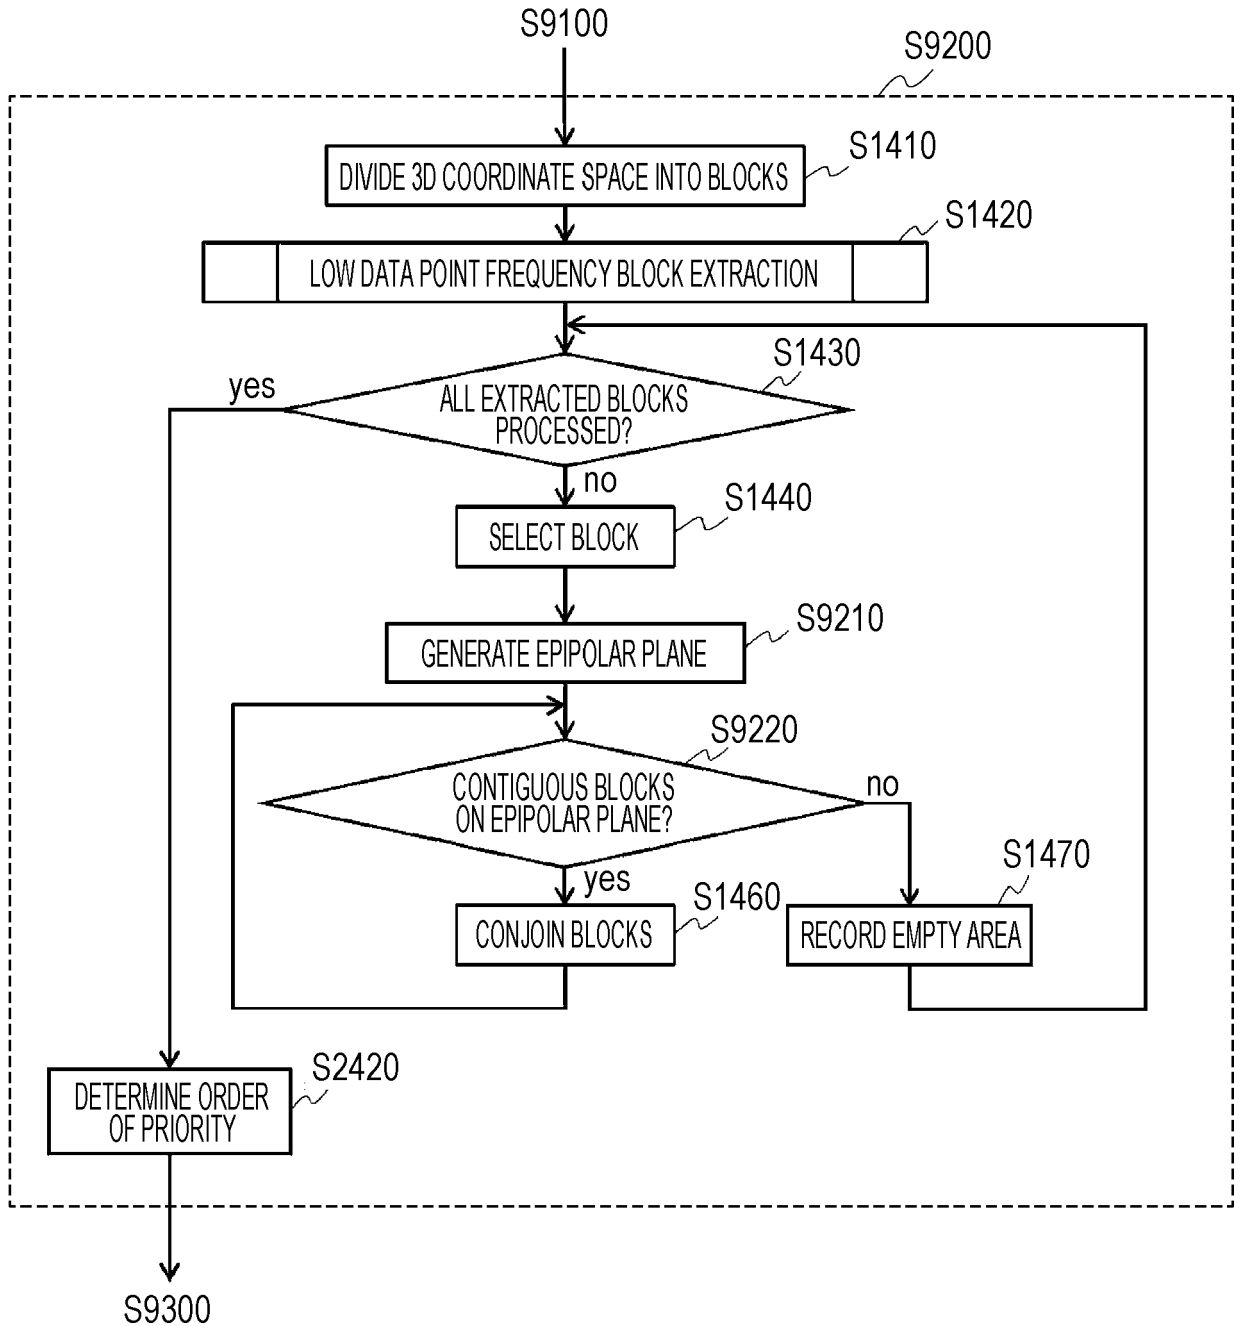 S9100
S9200
S1410
DIVIDE 3D COORDINATE SPACE INTO BLOCKS
S1420
LOW DATA POINT FREQUENCY BLOCK EXTRACTION
S1430
yes
ALL EXTRACTED BLOCKS
PROCESSED?
no
S1440
SELECT BLOCK
S9210
GENERATE EPIPOLAR PLANE
S9220
CONTIGUOUS BLOCKS
ON EPIPOLAR PLANE?
no
yes
S1460
CONJOIN BLOCKS
S1470
RECORD EMPTY AREA
S2420
DETERMINE ORDER
OF PRIORITY
S9300